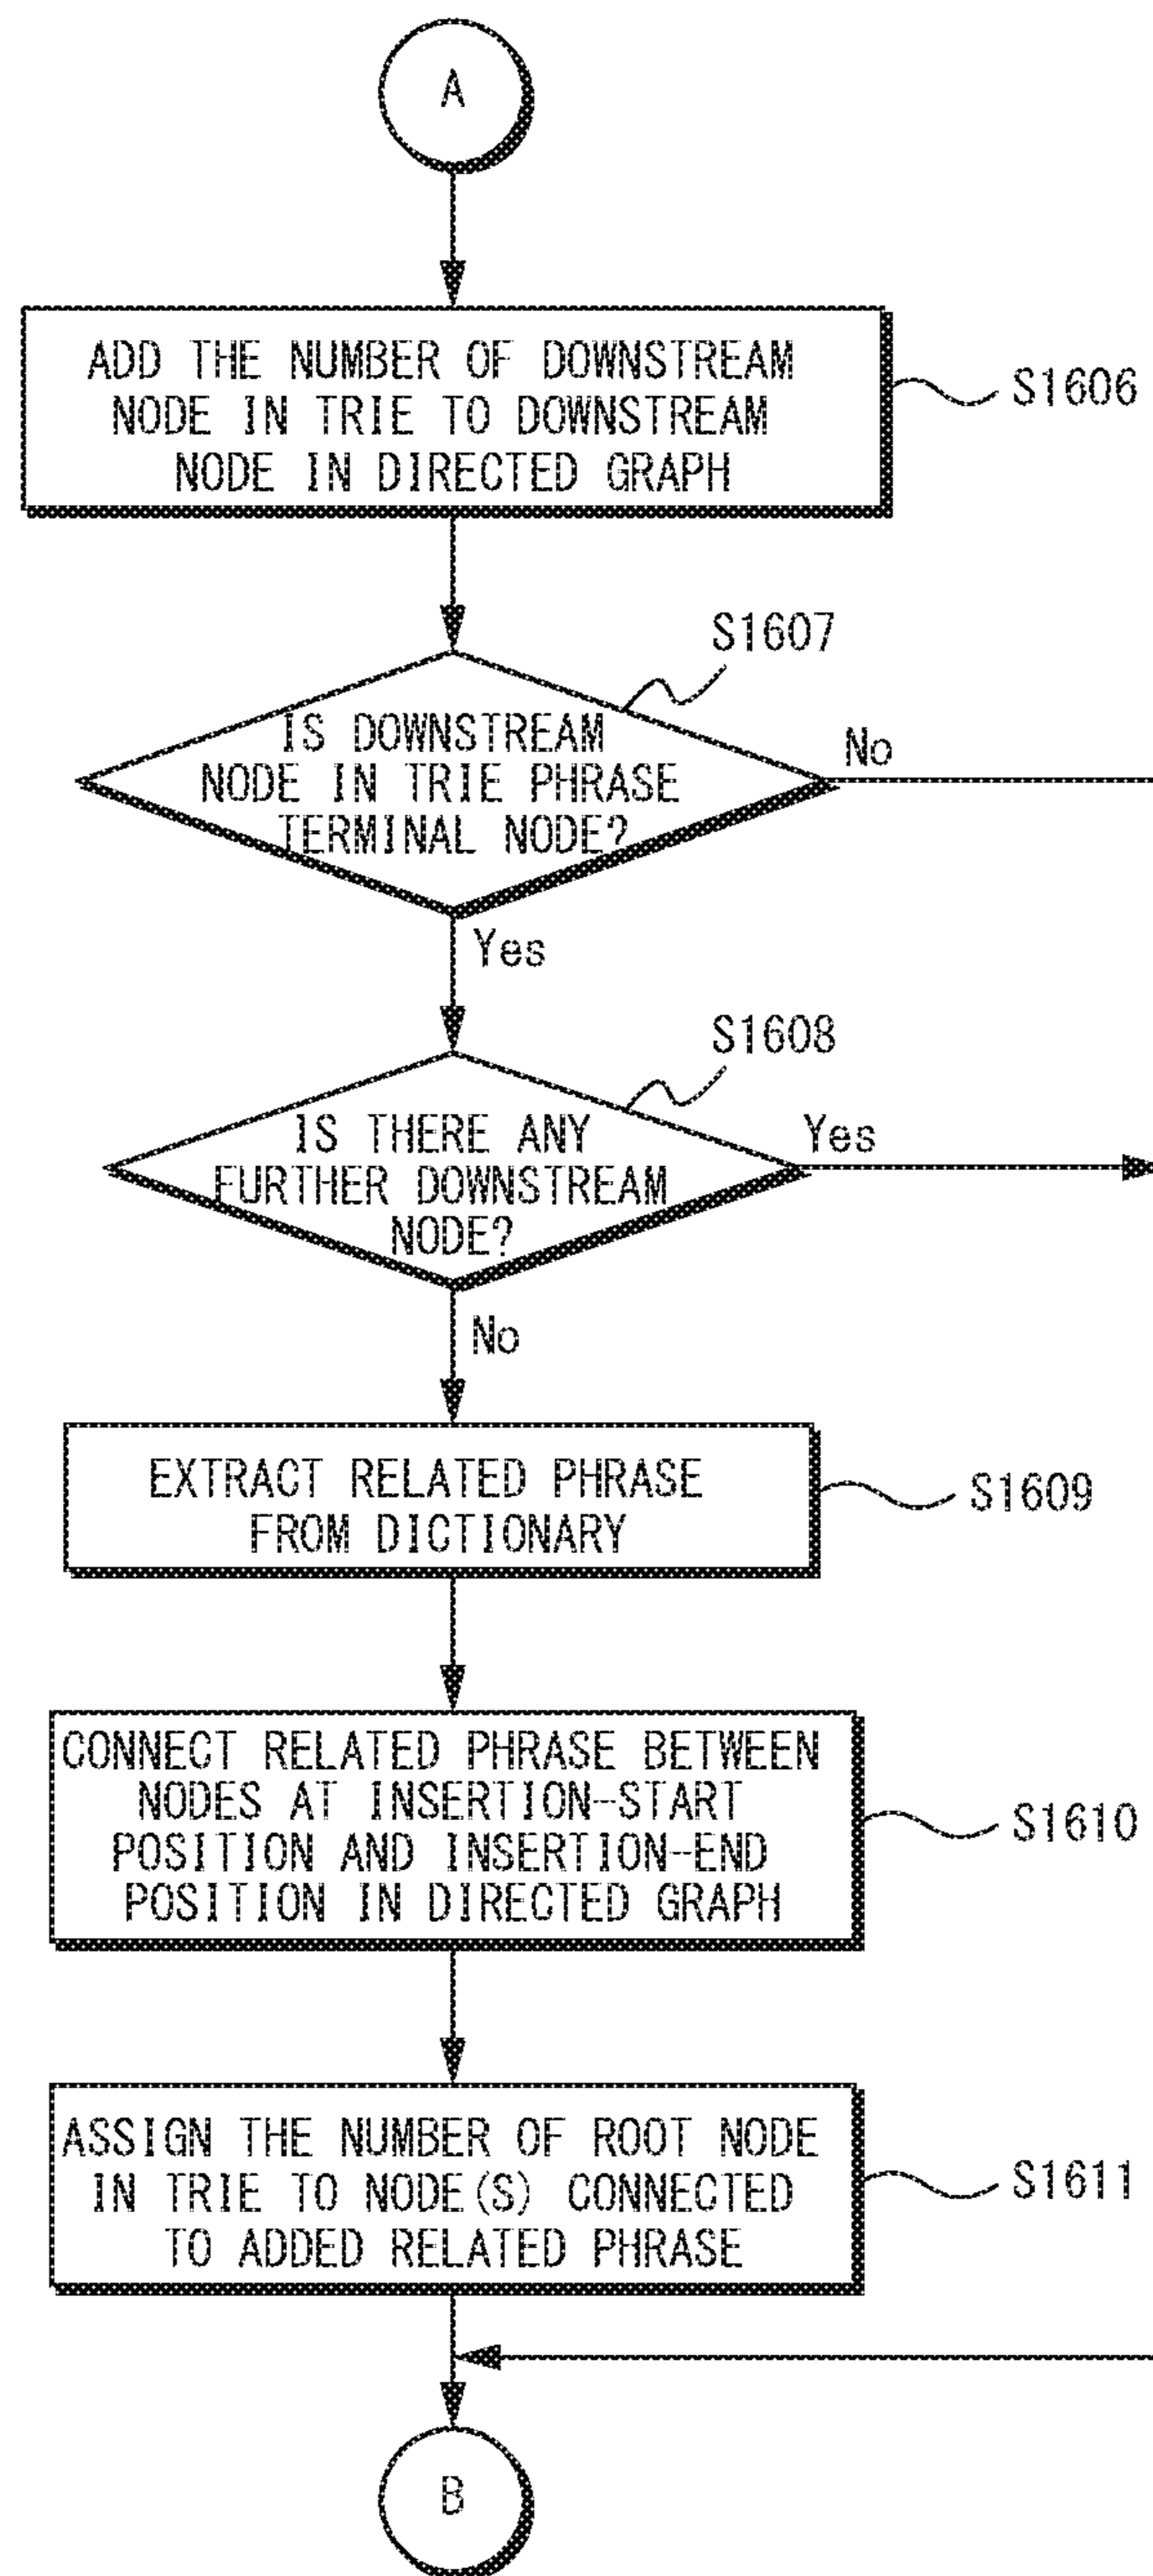 A
ADD THE NUMBER OF DOWNSTREAM
NODE IN TRIE TO DOWNSTREAM
NODE IN DIRECTED GRAPH
S1606
S1607
IS DOWNSTREAM
NODE IN TRIE PHRASE
TERMINAL NODE?
No
Yes
S1608
IS THERE ANY
FURTHER DOWNSTREAM
NODE?
Yes
No
EXTRACT RELATED PHRASE
FROM DICTIONARY
S1609
CONNECT RELATED PHRASE BETWEEN
NODES AT INSERTION-START
POSITION AND INSERTION-END
POSITION IN DIRECTED GRAPH
S1610
ASSIGN THE NUMBER OF ROOT NODE
IN TRIE TO NODE(S) CONNECTED
TO ADDED RELATED PHRASE
S1611
B